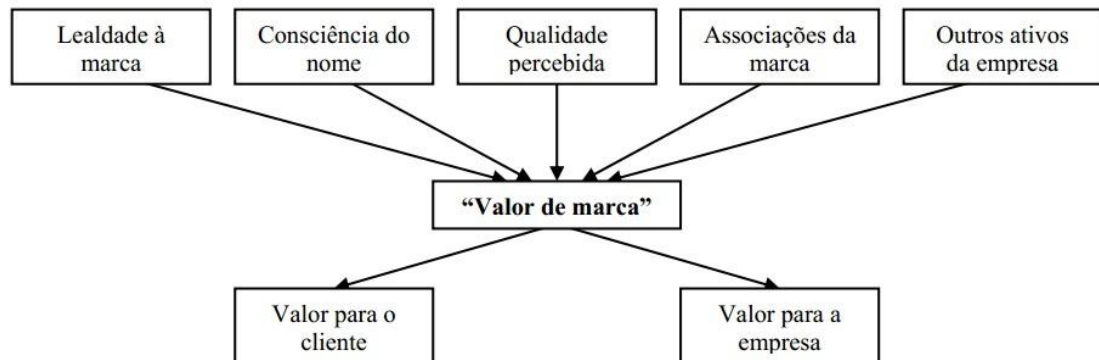 Lealdade à
marca
Consciência do
nome
Qualidade
percebida
Associações da
marca
Outros ativos
da empresa
“Valor de marca”
Valor para o
cliente
Valor para a
empresa